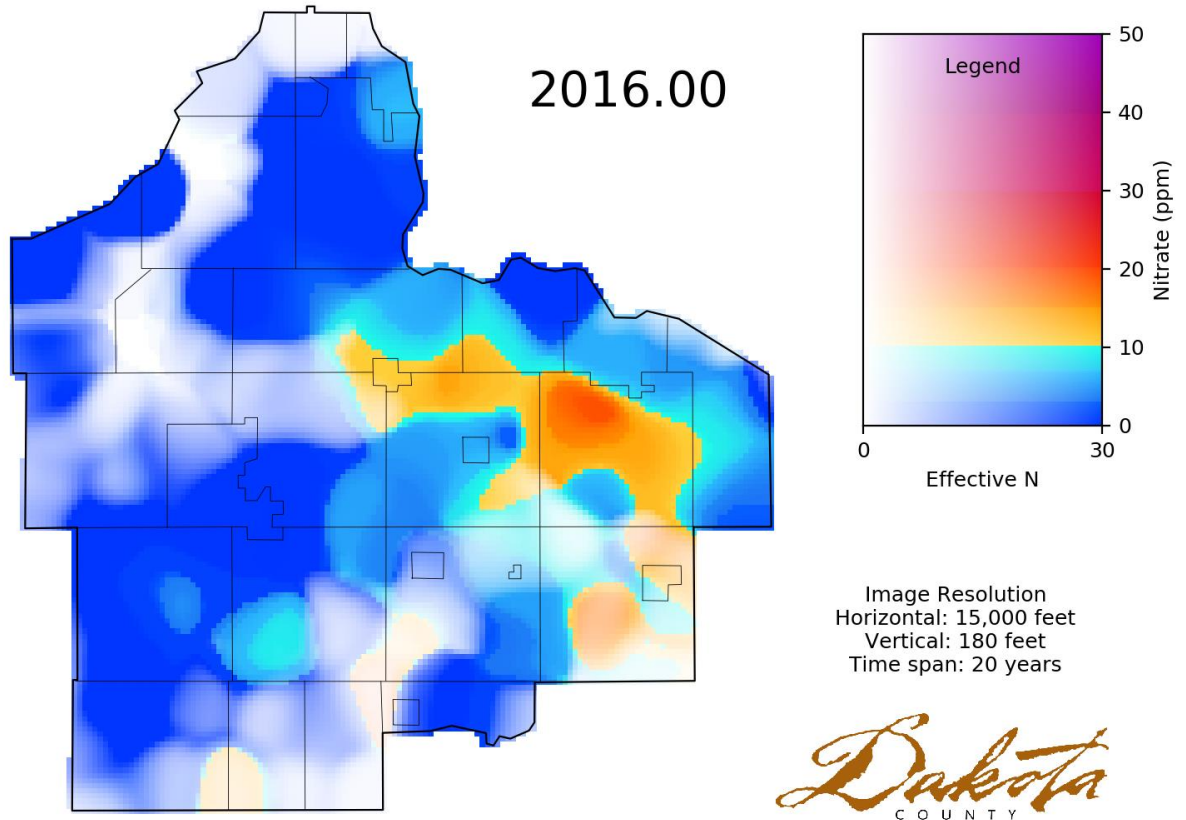 2016.00
Legend
50
40
30
20
10
0
Nitrate (ppm)
0
30
Effective N
Image Resolution
Horizontal: 15,000 feet
Vertical: 180 feet
Time span: 20 years
Dakota
COUNTY